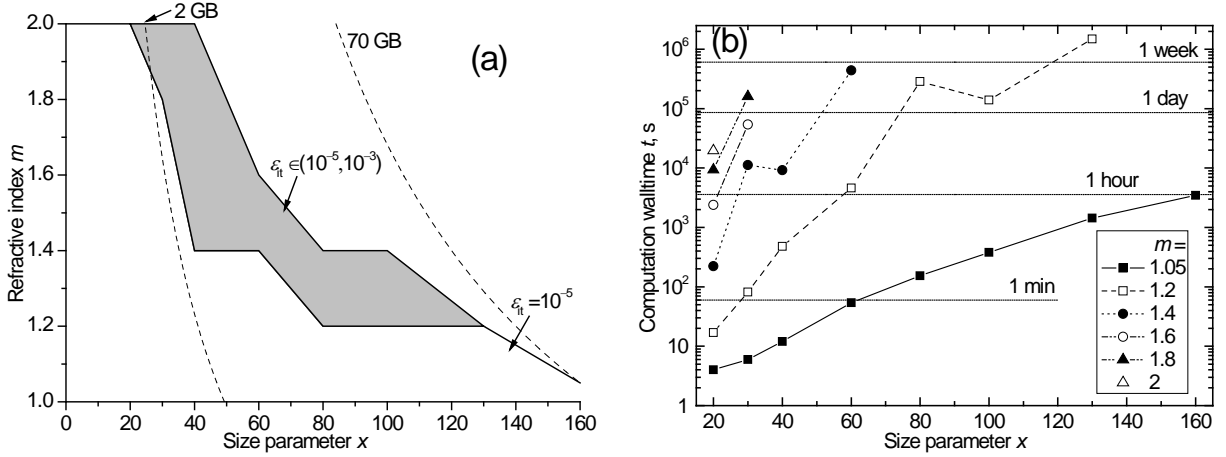 (a)
2 GB
70 GB
ε_it ∈(10⁻⁵,10⁻³)
ε_it =10⁻⁵
Refractive index m
2.0
1.8
1.6
1.4
1.2
1.0
0 20 40 60 80 100 120 140 160
Size parameter x
(b)
1 week
1 day
1 hour
1 min
Computation walltime t, s
10⁶
10⁵
10⁴
10³
10²
10
1
m =
1.05
1.2
1.4
1.6
1.8
2
20 40 60 80 100 120 140 160
Size parameter x